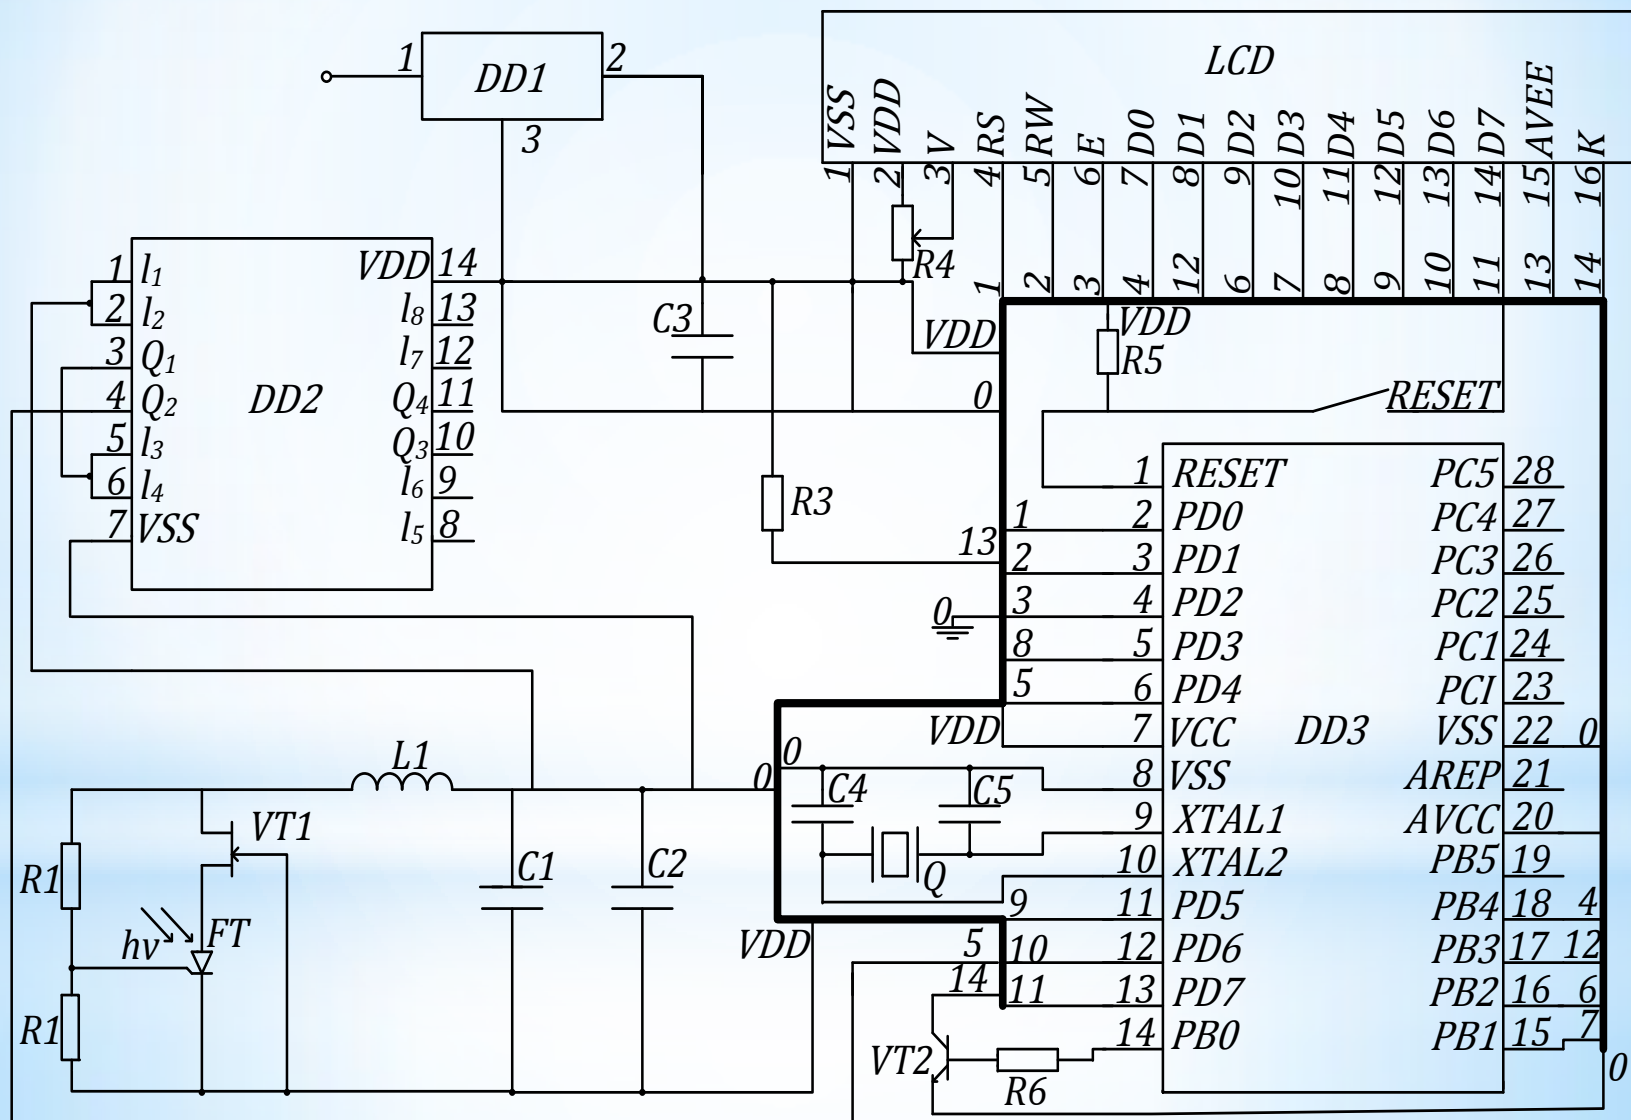 LCD
1 DD1 2
3
VSS VDD V RS RW E D0 D1 D2 D3 D4 D5 D6 D7 AVEE K
1 2 3 4 5 6 7 8 9 10 11 12 13 14 15 16
R4
1 2 3 4 12 6 7 8 9 10 11 13 14
1 l1 VDD 14
2 l2 l8 13
3 Q1 l7 12
4 Q2 DD2 Q4 11
5 l3 Q3 10
6 l4 l6 9
7 VSS l5 8
C3
VDD
0
VDD
R5
RESET
R3
13
0
1 RESET PC5 28
1 2 PD0 PC4 27
2 3 PD1 PC3 26
3 4 PD2 PC2 25
8 5 PD3 PC1 24
5 6 PD4 PCI 23
VDD 7 VCC DD3 VSS 22 0
8 VSS AREP 21
9 XTAL1 AVCC 20
10 XTAL2 PB5 19
9 11 PD5 PB4 18 4
10 12 PD6 PB3 17 12
11 13 PD7 PB2 16 6
14 PB0 PB1 15 7
0
0
0
C4
C5
Q
L1
VT1
R1
C1
C2
hv
FT
VDD
5
14
R1
VT2
R6